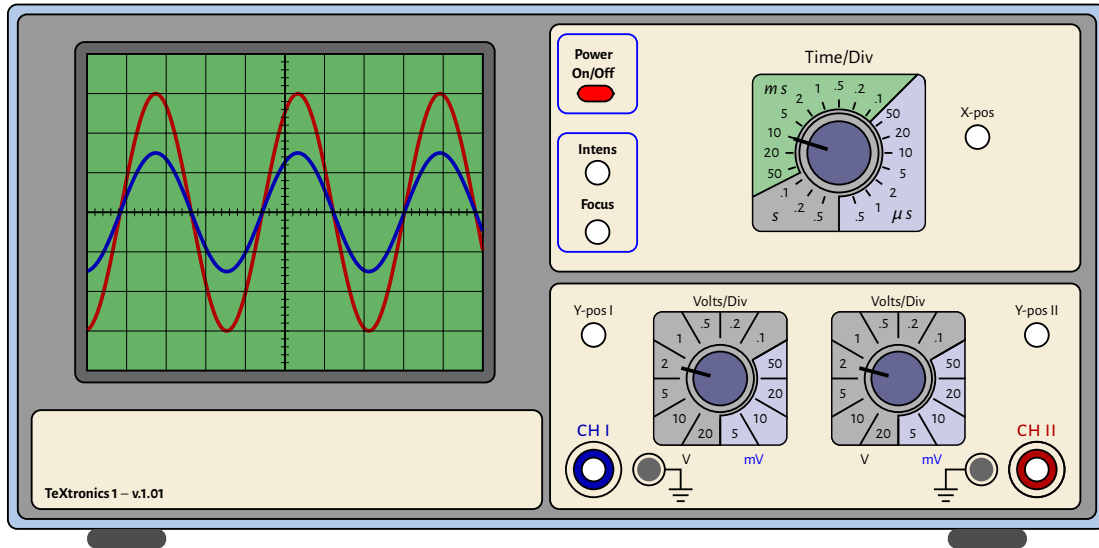 Power
On/Off
Intens
Focus
Time/Div
m s
5
2
1
.5
.2
.1
10
20
50
50
20
10
5
2
1
.5
μ s
.1
.2
.5
s
X-pos
Y-pos I
Volts/Div
Volts/Div
Y-pos II
.5
.2
1
.1
2
50
5
20
10
10
20
5
V
mV
.5
.2
1
.1
2
50
5
20
10
10
20
5
V
mV
CH I
CH II
TeXtronics 1 – v.1.01